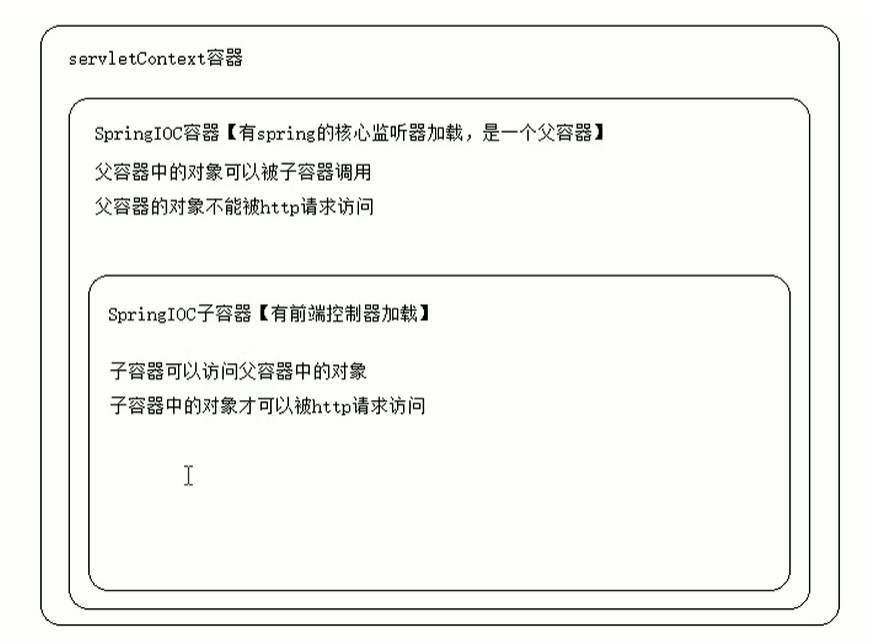 servletContext容器
SpringIOC容器【有spring的核心监听器加载，是一个父容器】
父容器中的对象可以被子容器调用
父容器的对象不能被http请求访问
SpringIOC子容器【有前端控制器加载】
子容器可以访问父容器中的对象
子容器中的对象才可以被http请求访问